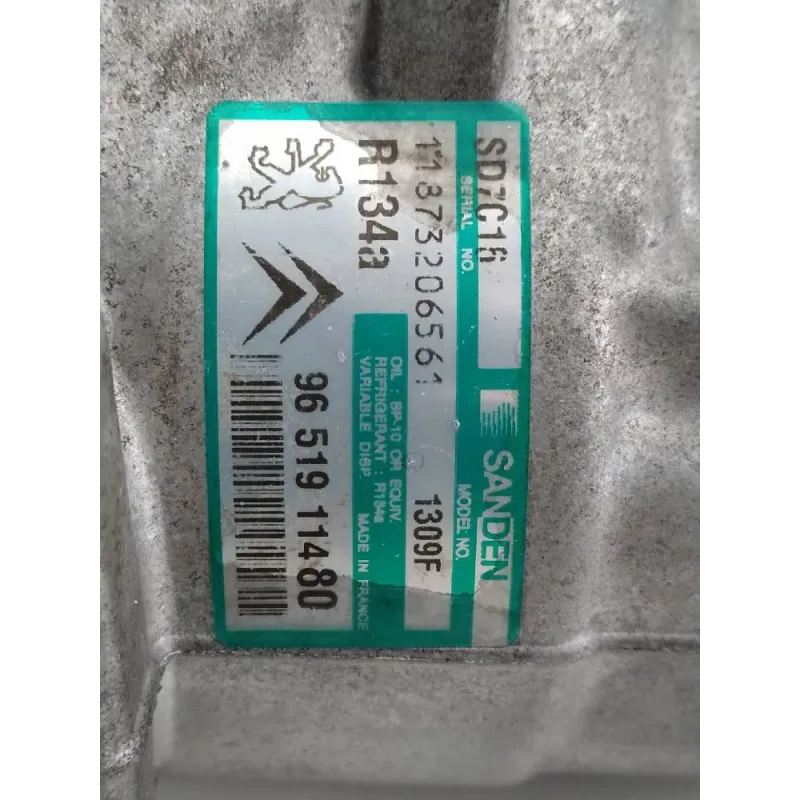 SANDEN
SD7C16
MODEL NO.
SERIAL NO.
1309F
11873206561
OIL : SP-10 OR EQUIV.
REFRIGERANT : R134a
VARIABLE DISP.
MADE IN FRANCE
R134a
96 519 114 80